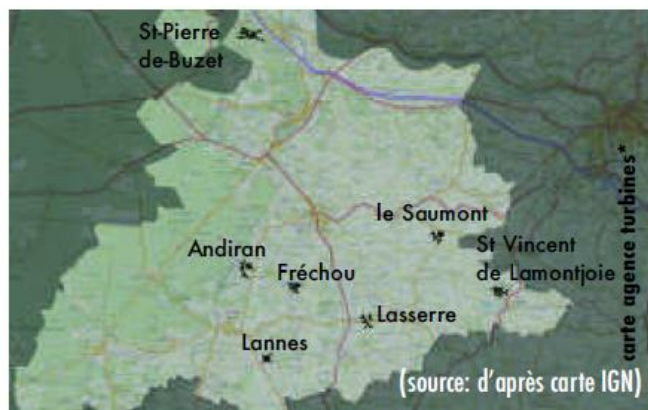 St-Pierre
de-Buzet
le Saumont
St Vincent
de Lamontjoie
Andiran
Fréchou
Lasserre
Lannes
(source: d'après carte IGN)
carte agence turbines*